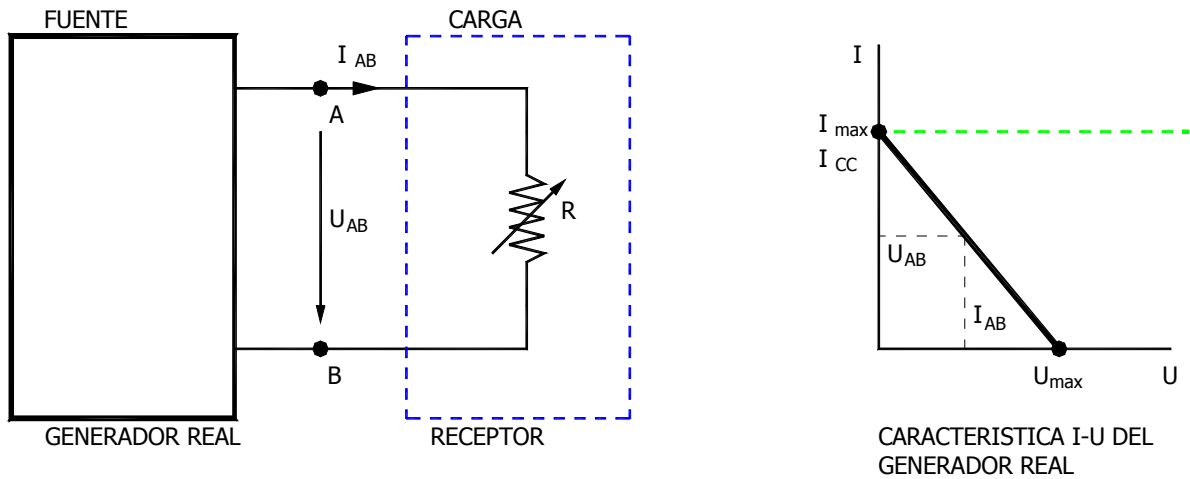 FUENTE
CARGA
I AB
A
U AB
R
B
GENERADOR REAL
RECEPTOR
I
I max
I CC
U AB
I AB
U max
U
CARACTERISTICA I-U DEL
GENERADOR REAL